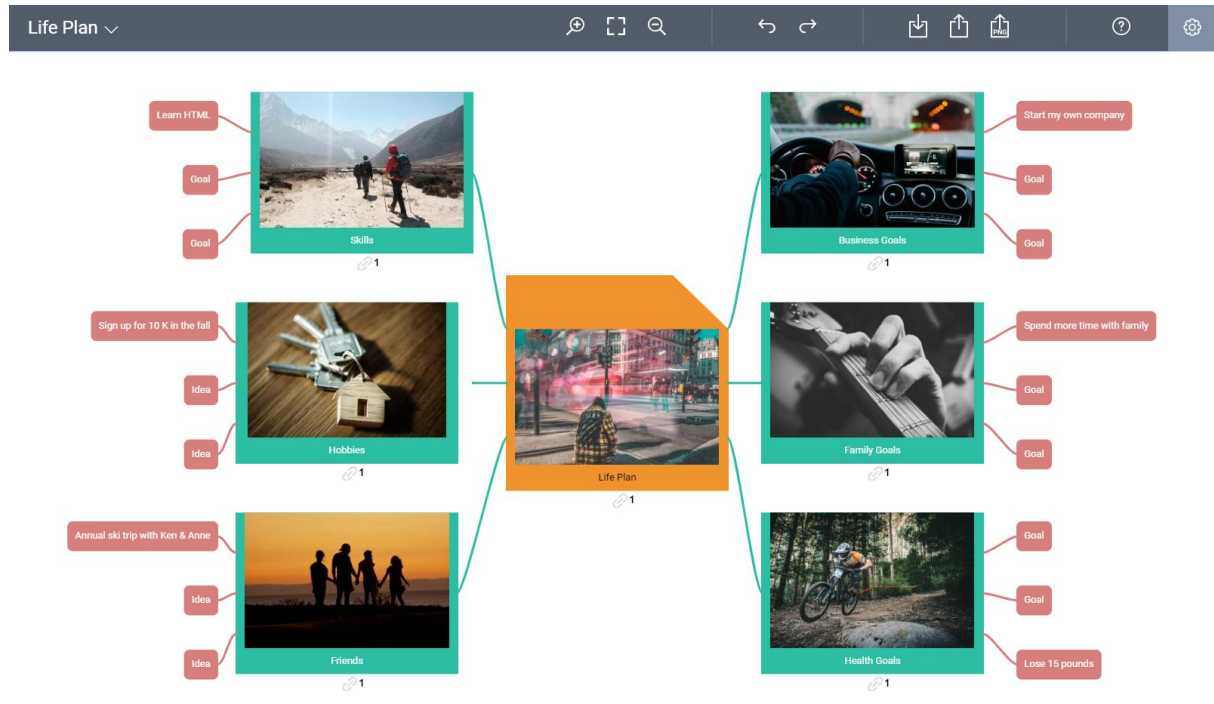 Life Plan
PNG
Learn HTML
Goal
Goal
Skills
1
Sign up for 10 K in the fall
Idea
Idea
Hobbies
1
Annual ski trip with Ken & Anne
Idea
Idea
Friends
1
Life Plan
1
Start my own company
Goal
Goal
Business Goals
1
Spend more time with family
Goal
Goal
Family Goals
1
Goal
Goal
Lose 15 pounds
Health Goals
1